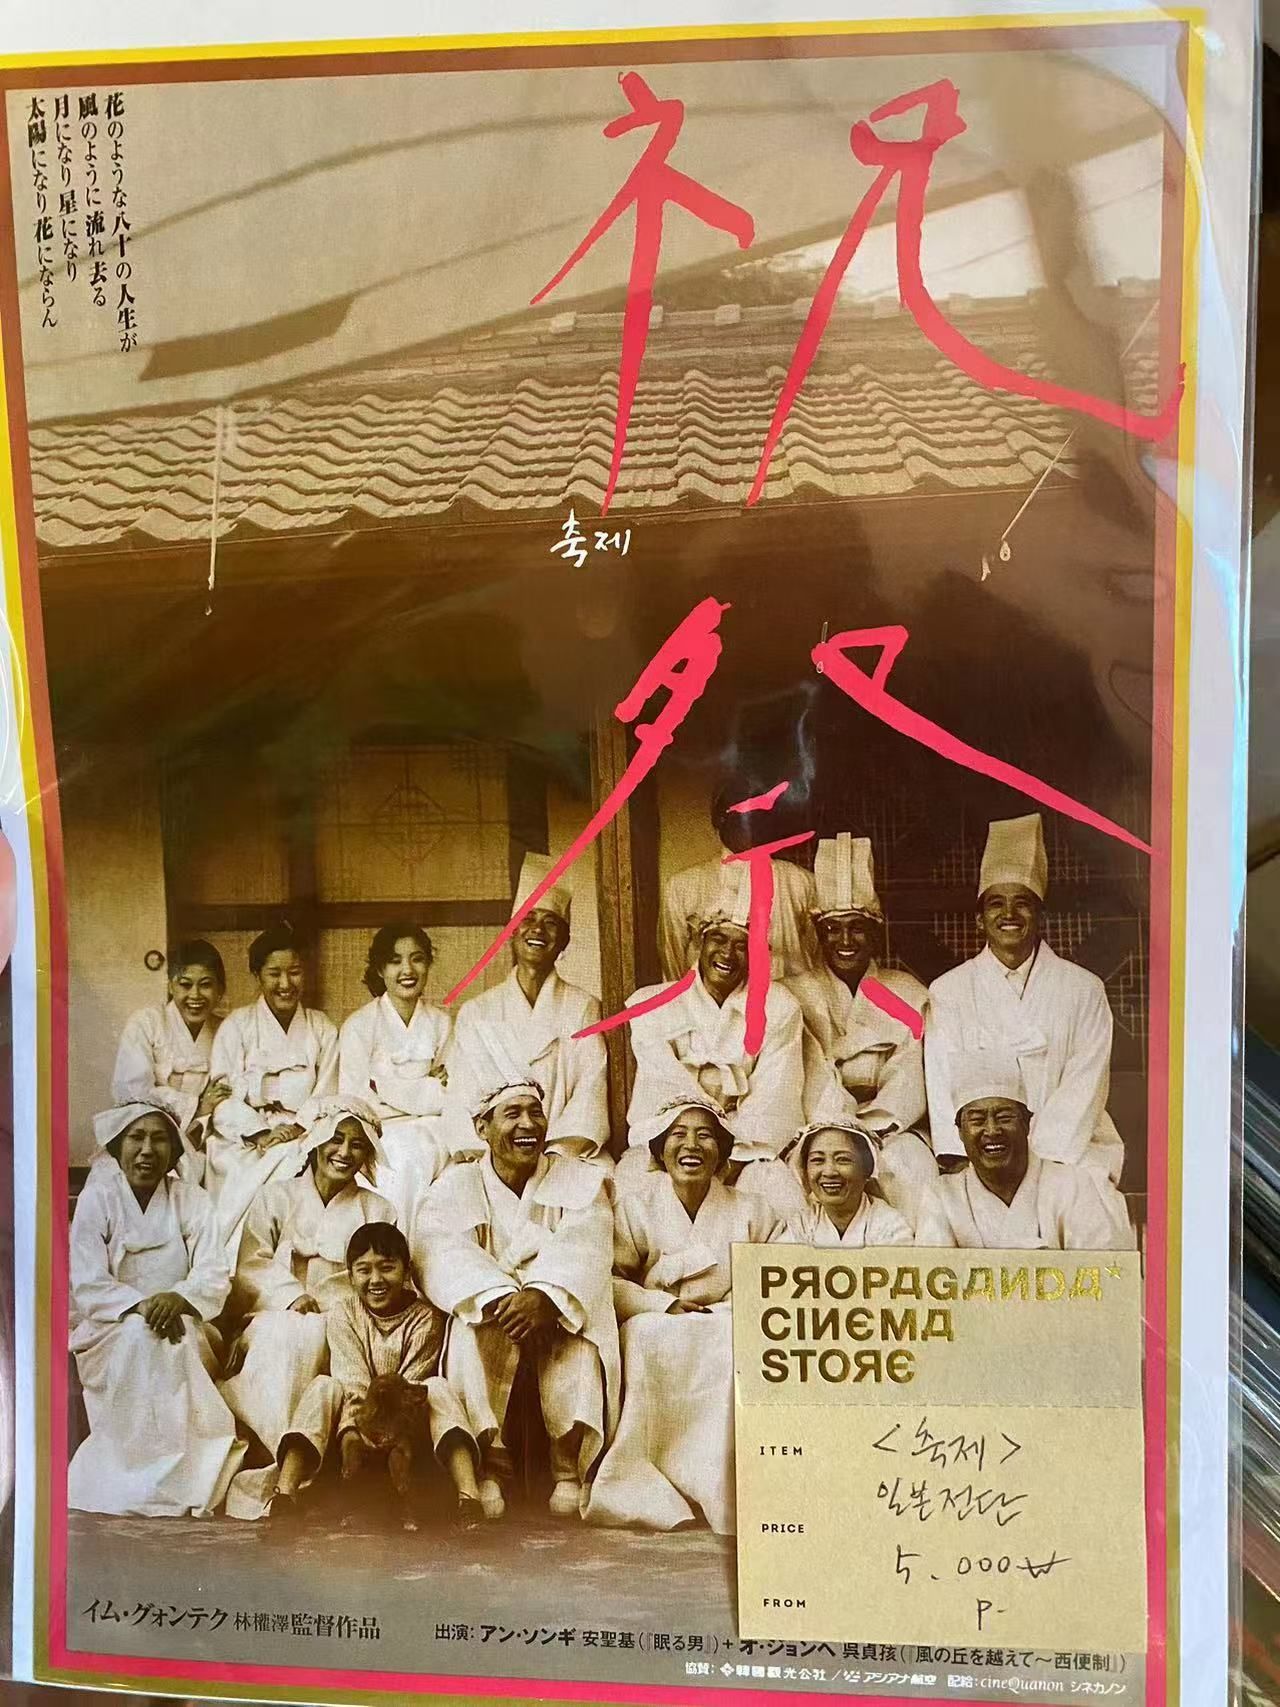 花のような八十の人生が
風のように流れ去る
月になり星になり
太陽になり花にならん
祝
축제
祭
PROPAGANDA
CINEMA
STORE
ITEM <축제>
일본전단
PRICE 5.000₩
FROM P-
イム・グォンテク 林權澤監督作品
出演:アン・ソンギ 安聖基(『眠る男』)+オ・ジョンヘ 呉貞孩(『風の丘を越えて〜西便制』)
協賛:韓國観光公社/アシアナ航空 配給:cineQuanon シネカノン